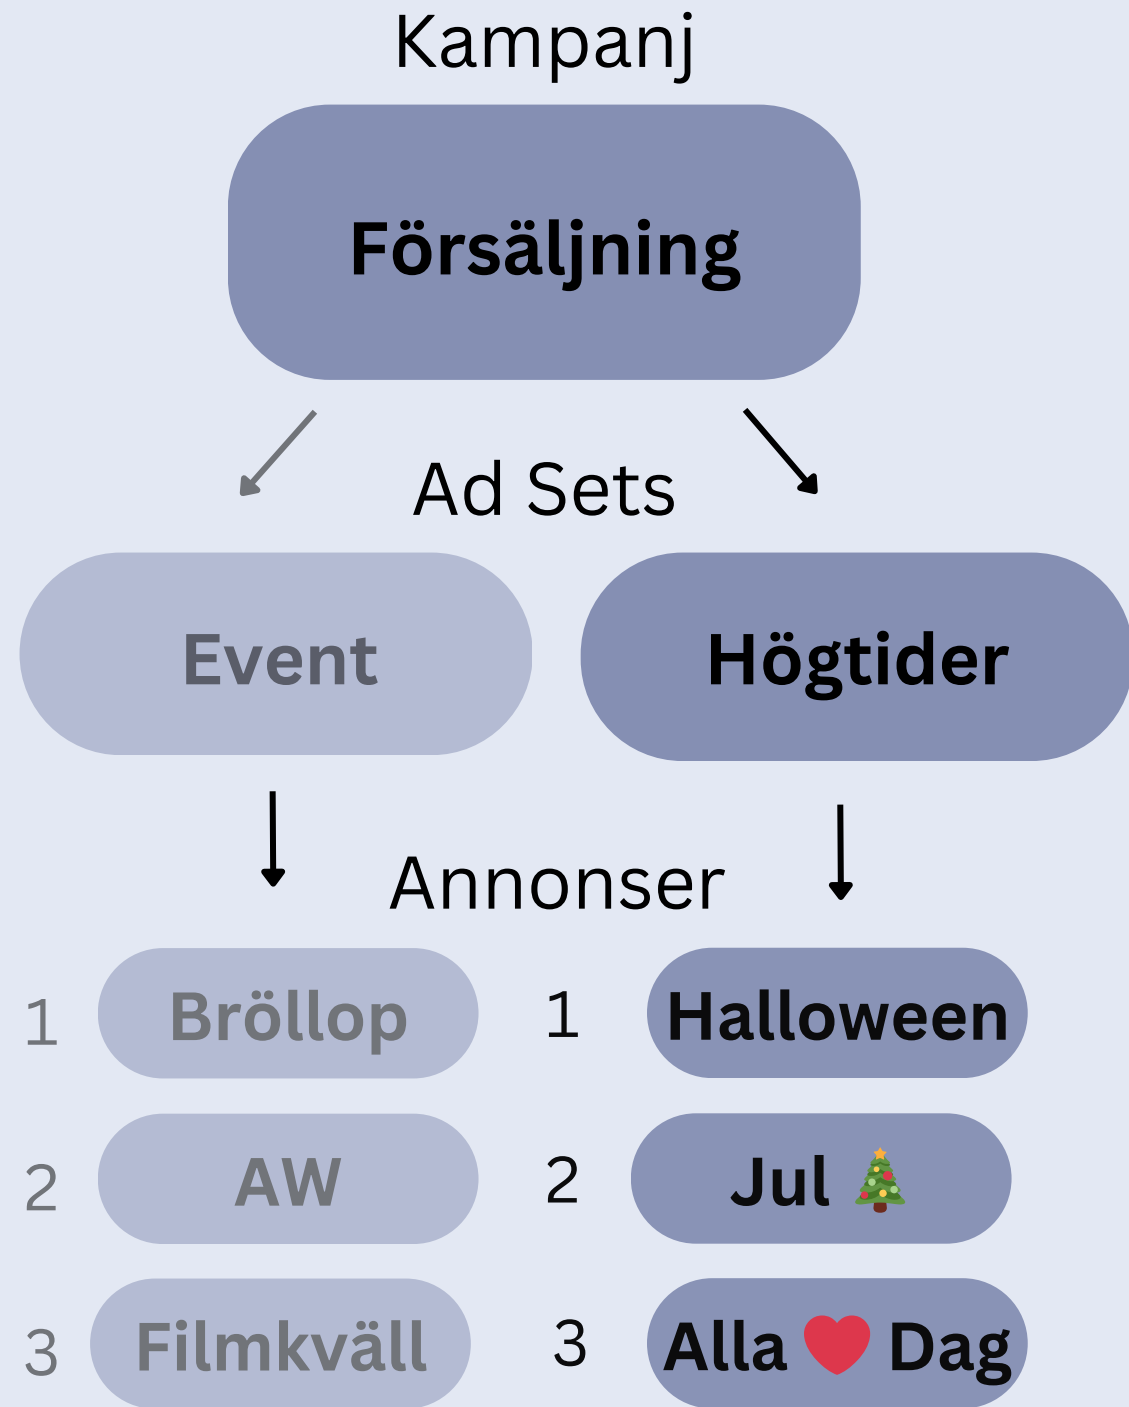 Kampanj
Försäljning
Ad Sets
Event
Högtider
Annonser
1 Bröllop
1 Halloween
2 AW
2 Jul 🎄
3 Filmkväll
3 Alla ❤️ Dag